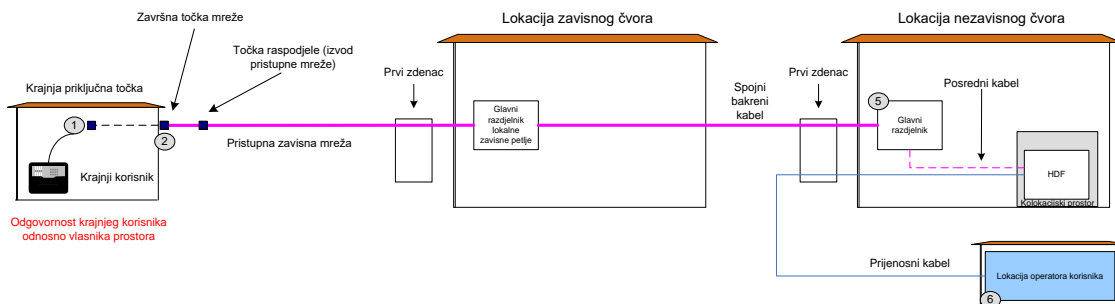 Završna točka mreže
Lokacija zavisnog čvora
Lokacija nezavisnog čvora
Točka raspodjele (izvod
pristupne mreže)
Krajnja priključna točka
Prvi zdenac
Spojni
bakreni
kabel
Prvi zdenac
Posredni kabel
1
2
Pristupna zavisna mreža
Glavni
razdjelnik
lokalne
zavisne petlje
5
Glavni
razdjelnik
HDF
Kolokacijski prostor
Krajnji korisnik
Odgovornost krajnjeg korisnika
odnosno vlasnika prostora
Prijenosni kabel
Lokacija operatora korisnika
6